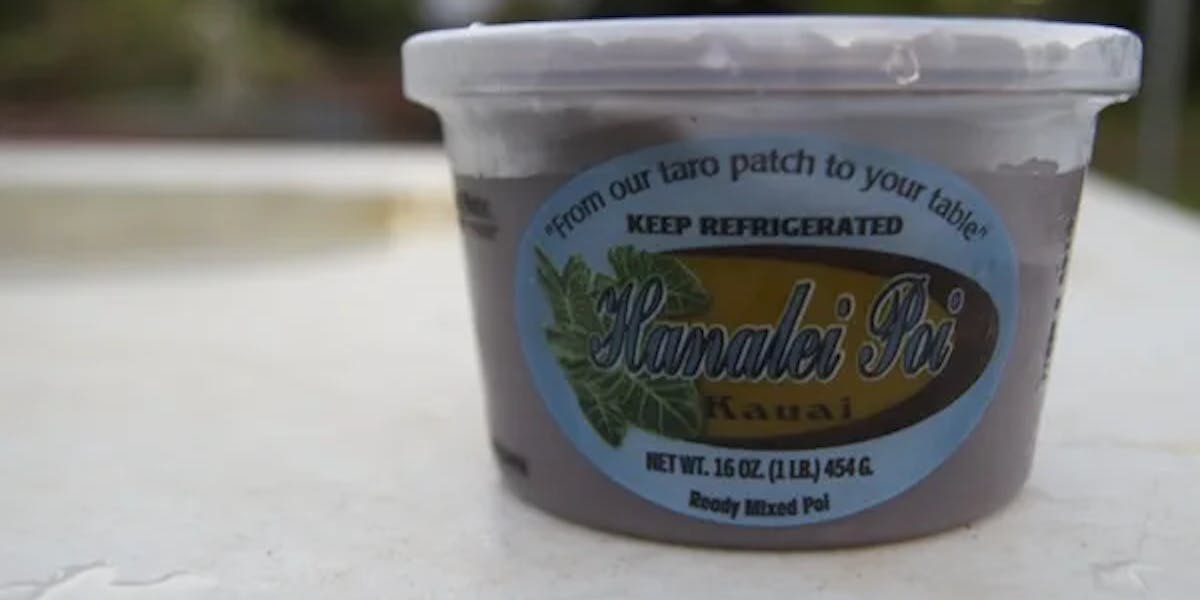 "From our taro patch to your table"
KEEP REFRIGERATED
Hanalei Poi®
Kauai
NET WT. 16 OZ. (1 LB.) 454 G.
Ready Mixed Poi